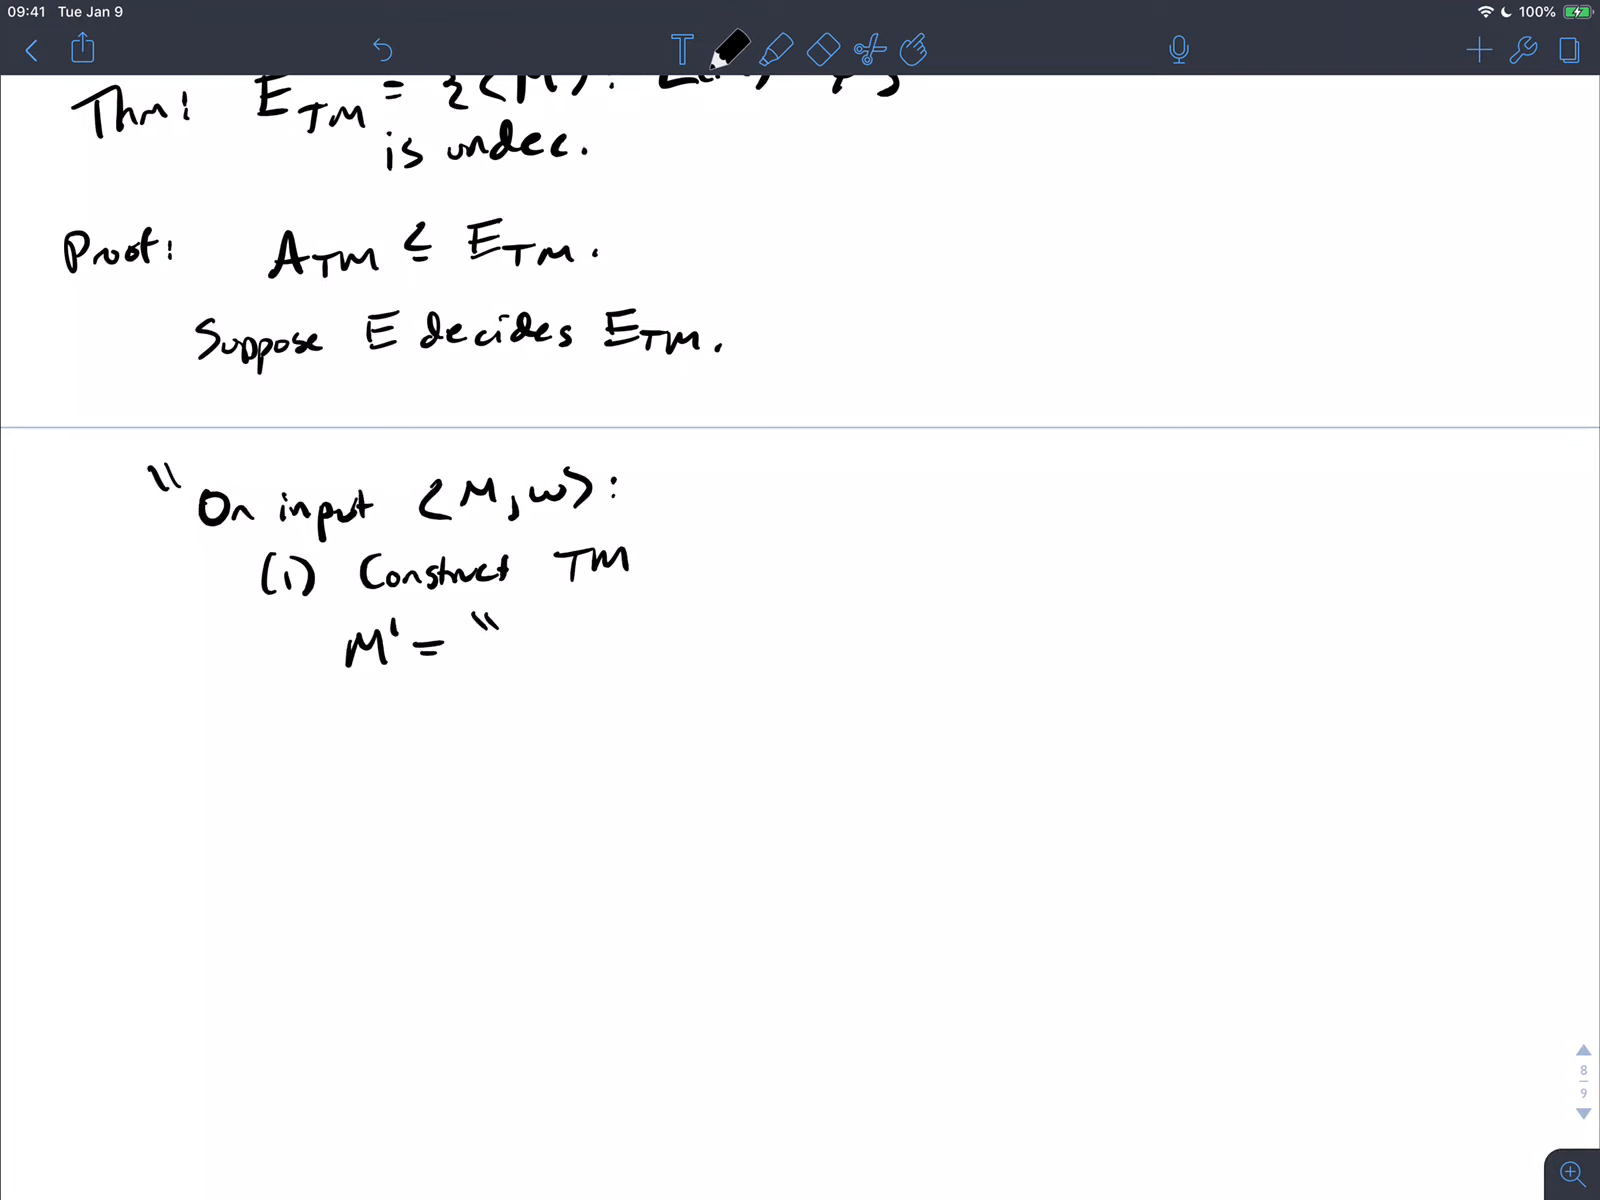 09:41 Tue Jan 9
100%
T
Thm: E_TM = {<M>:
is undec.
Proof: A_TM ≤ E_TM.
Suppose E decides E_TM.
"On input <M, w>:
(1) Construct TM
M' = "
8
9